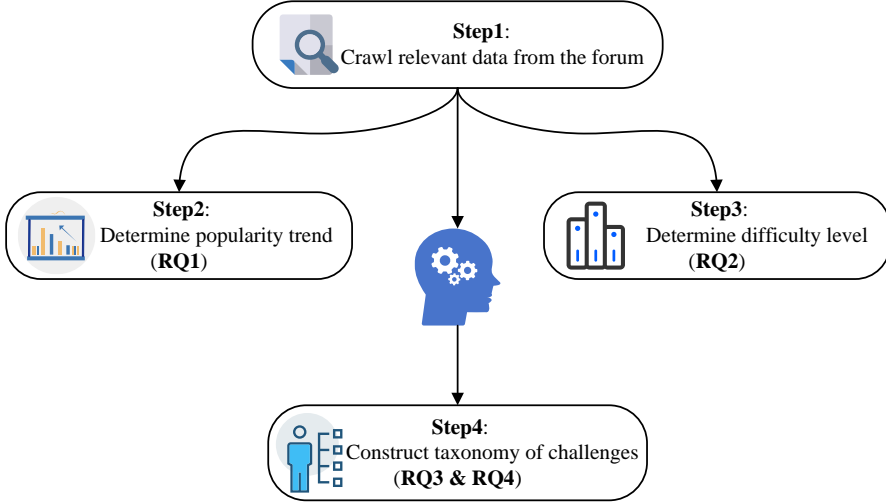 Step1:
Crawl relevant data from the forum
Step2:
Determine popularity trend
(RQ1)
Step3:
Determine difficulty level
(RQ2)
Step4:
Construct taxonomy of challenges
(RQ3 & RQ4)